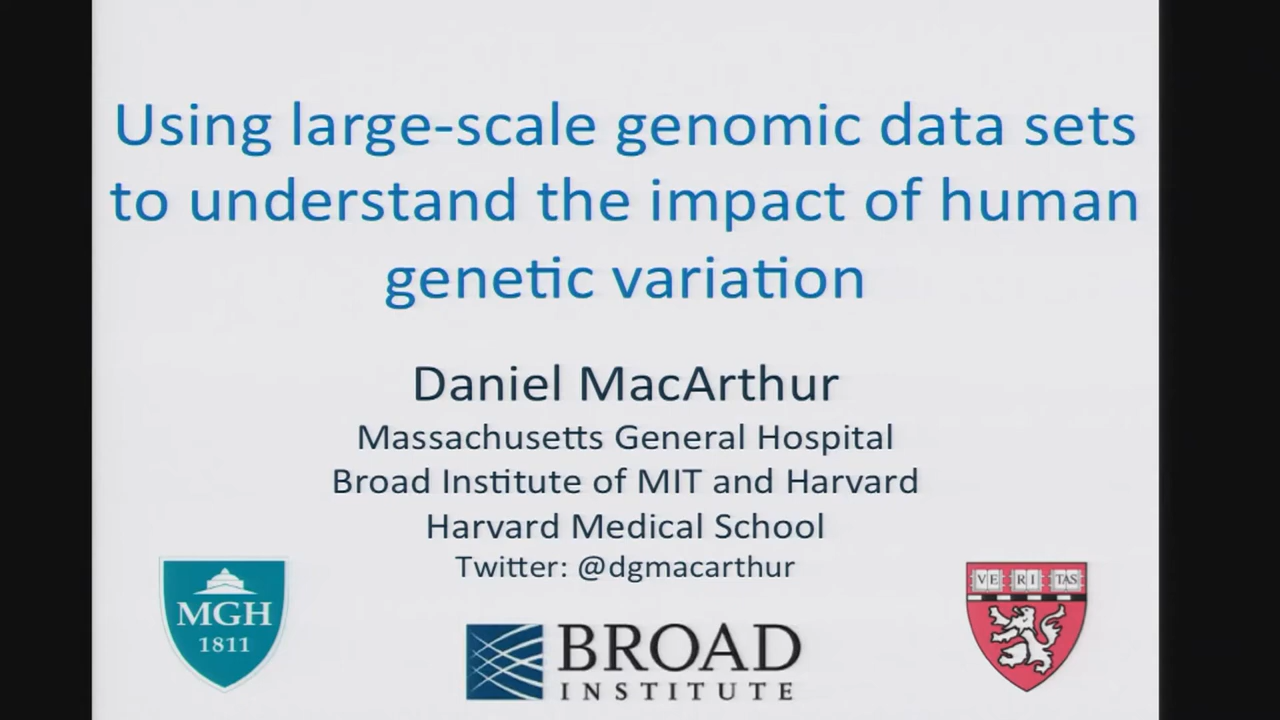 Using large-scale genomic data sets
to understand the impact of human
genetic variation
Daniel MacArthur
Massachusetts General Hospital
Broad Institute of MIT and Harvard
Harvard Medical School
Twitter: @dgmacarthur
MGH
1811
BROAD
INSTITUTE
VE RI TAS